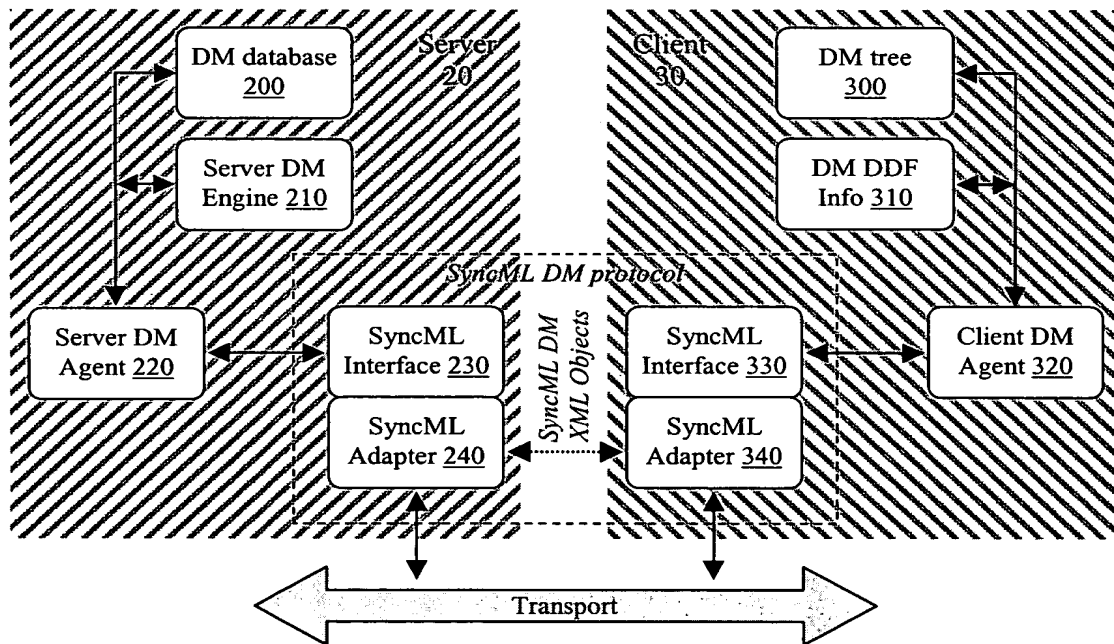 Server
20
DM database
200
Server DM
Engine 210
Server DM
Agent 220
Client
30
DM tree
300
DM DDF
Info 310
Client DM
Agent 320
SyncML DM protocol
SyncML
Interface 230
SyncML
Adapter 240
SyncML DM
XML Objects
SyncML
Interface 330
SyncML
Adapter 340
Transport